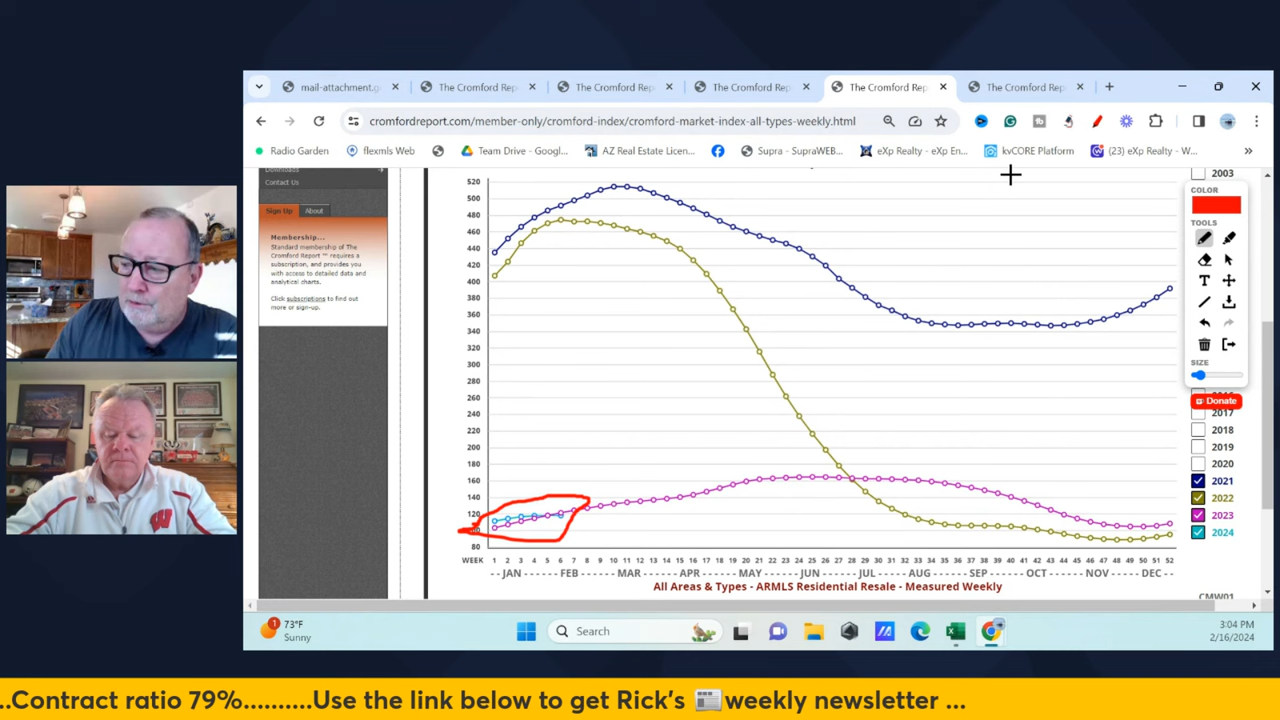 mail-attachment.g
The Cromford Rep
The Cromford Rep
The Cromford Rep
The Cromford Rep
The Cromford Rep
cromfordreport.com/member-only/cromford-index/cromford-market-index-all-types-weekly.html
Radio Garden
flexmls Web
Team Drive - Googl...
AZ Real Estate Licen...
Supra - SupraWEB...
eXp Realty - eXp En...
kvCORE Platform
(23) eXp Realty - W...
Contact Us
Sign Up
About
Membership...
Standard membership of The
Cromford Report ™ requires a
subscription, and provides you
with access to detailed data and
analytical charts.
Click subscriptions to find out
more or sign-up.
520
500
480
460
440
420
400
380
360
340
320
300
280
260
240
220
200
180
160
140
120
80
WEEK 1 2 3 4 5 6 7 8 9 10 11 12 13 14 15 16 17 18 19 20 21 22 23 24 25 26 27 28 29 30 31 32 33 34 35 36 37 38 39 40 41 42 43 44 45 46 47 48 49 50 51 52
-- JAN ------ FEB ------ MAR ------ APR ------ MAY ------ JUN ------ JUL ------ AUG ------ SEP ------ OCT ------ NOV ------ DEC --
All Areas & Types - ARMLS Residential Resale - Measured Weekly
CMW01
2003
COLOR
TOOLS
T
SIZE
Donate
2017
2018
2019
2020
2021
2022
2023
2024
1
73°F
Sunny
Search
3:04 PM
2/16/2024
..Contract ratio 79%..........Use the link below to get Rick's 📰weekly newsletter ...